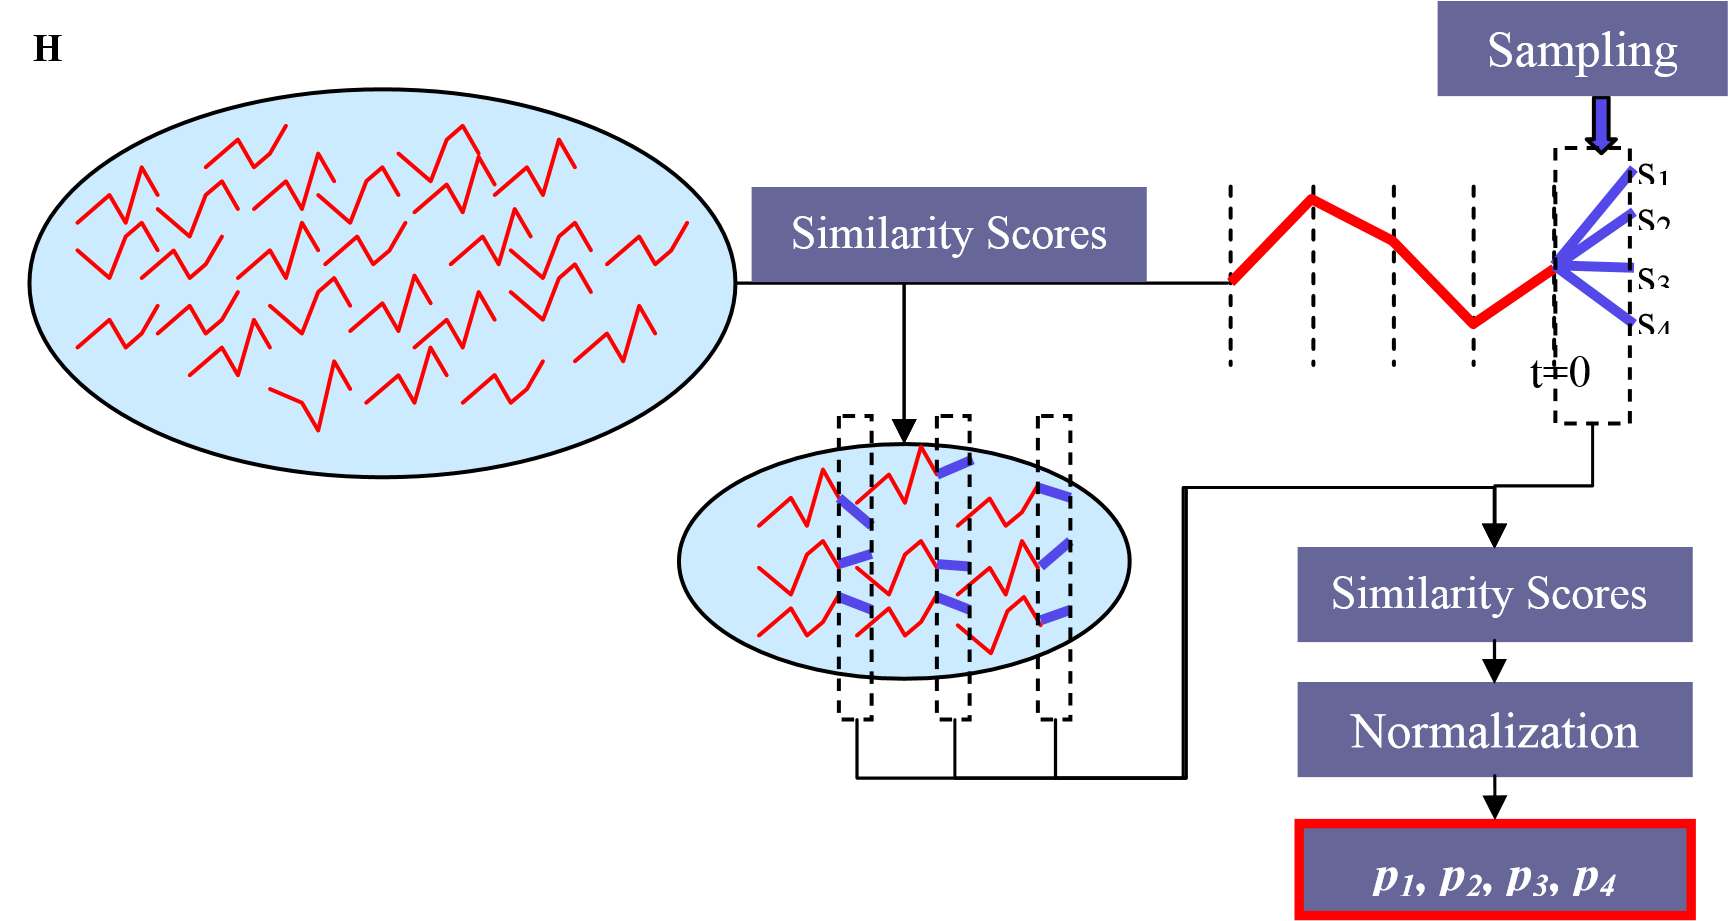 H
Sampling
s1
s2
s3
s4
Similarity Scores
t=0
Similarity Scores
Normalization
p1, p2, p3, p4